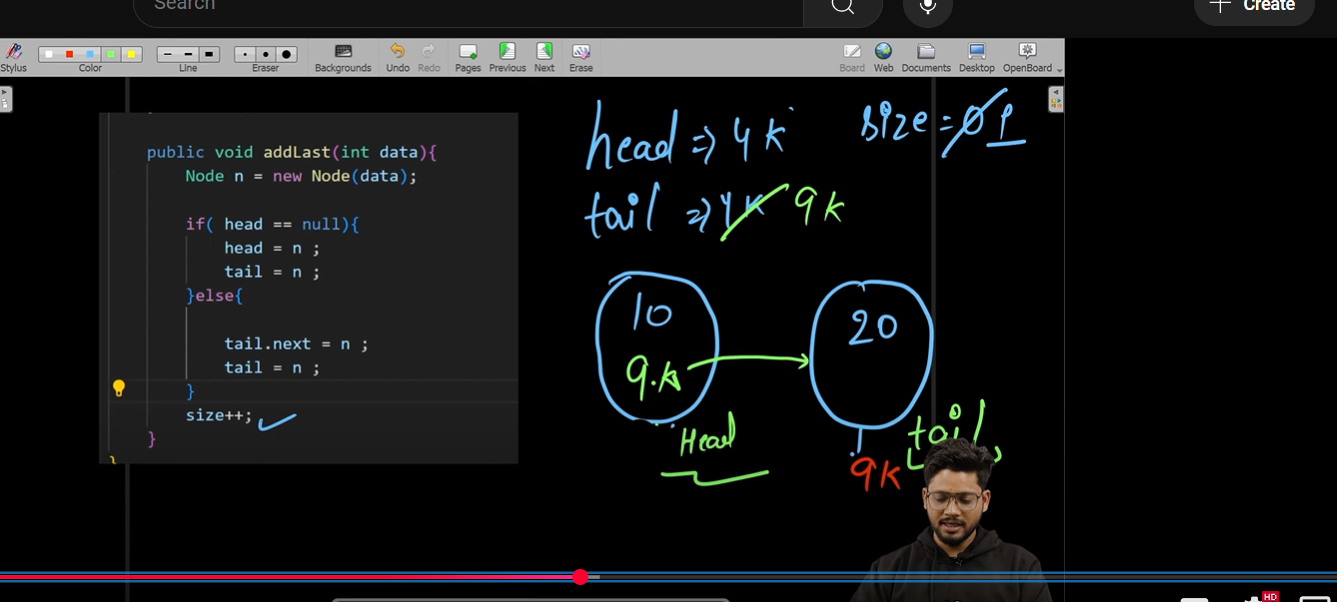 Search
Create
Stylus Color Line Eraser Backgrounds Undo Redo Pages Previous Next Erase Board Web Documents Desktop OpenBoard
public void addLast(int data){
Node n = new Node(data);
if( head == null){
head = n ;
tail = n ;
}else{
tail.next = n ;
tail = n ;
}
size++;
}
}
head => 4k
size = 0 1
tail => 4k 9k
10
9.k
20
Head
tail
9k
HD